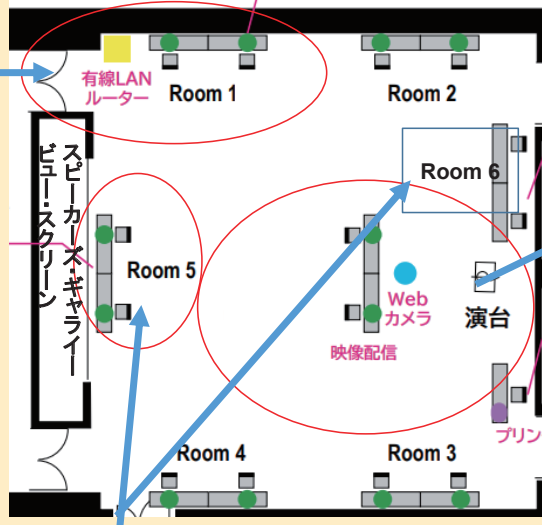 有線LAN
ルーター
Room 1
Room 2
Room 6
スピーカーズ・ギャラリー
ビュー・スクリーン
Room 5
Web
カメラ
演台
映像配信
プリン
Room 4
Room 3